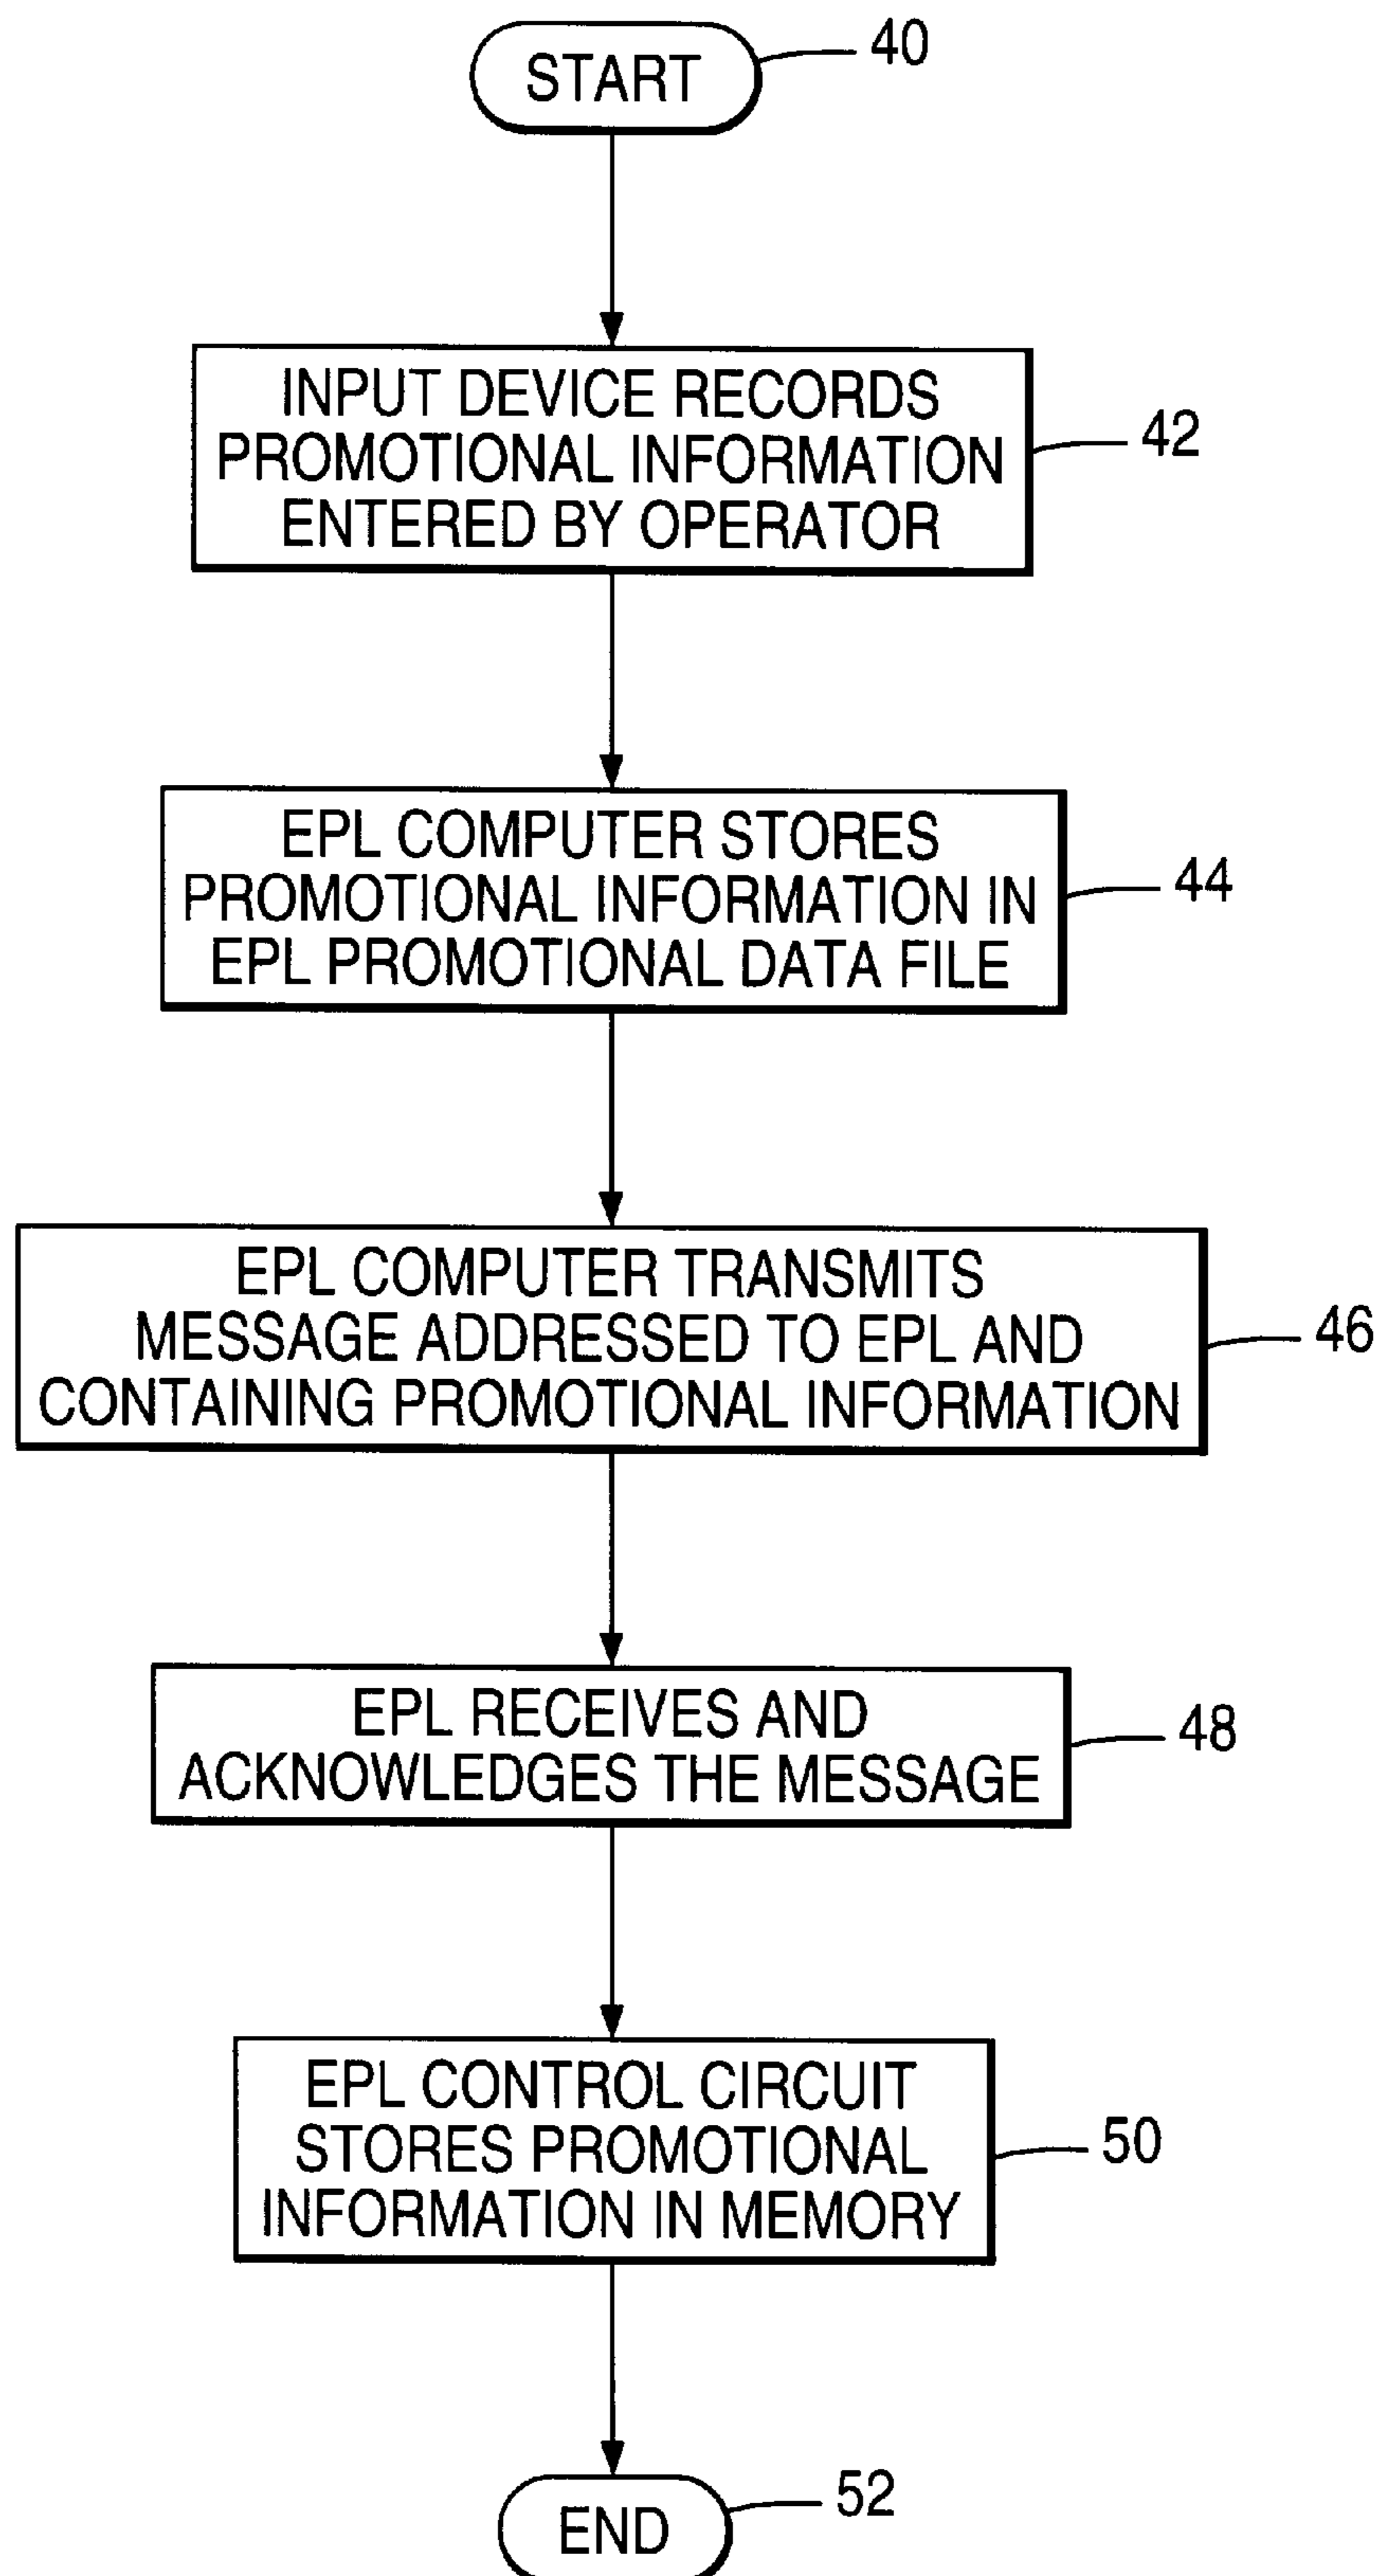 START
40
INPUT DEVICE RECORDS
PROMOTIONAL INFORMATION
ENTERED BY OPERATOR
42
EPL COMPUTER STORES
PROMOTIONAL INFORMATION IN
EPL PROMOTIONAL DATA FILE
44
EPL COMPUTER TRANSMITS
MESSAGE ADDRESSED TO EPL AND
CONTAINING PROMOTIONAL INFORMATION
46
EPL RECEIVES AND
ACKNOWLEDGES THE MESSAGE
48
EPL CONTROL CIRCUIT
STORES PROMOTIONAL
INFORMATION IN MEMORY
50
END
52